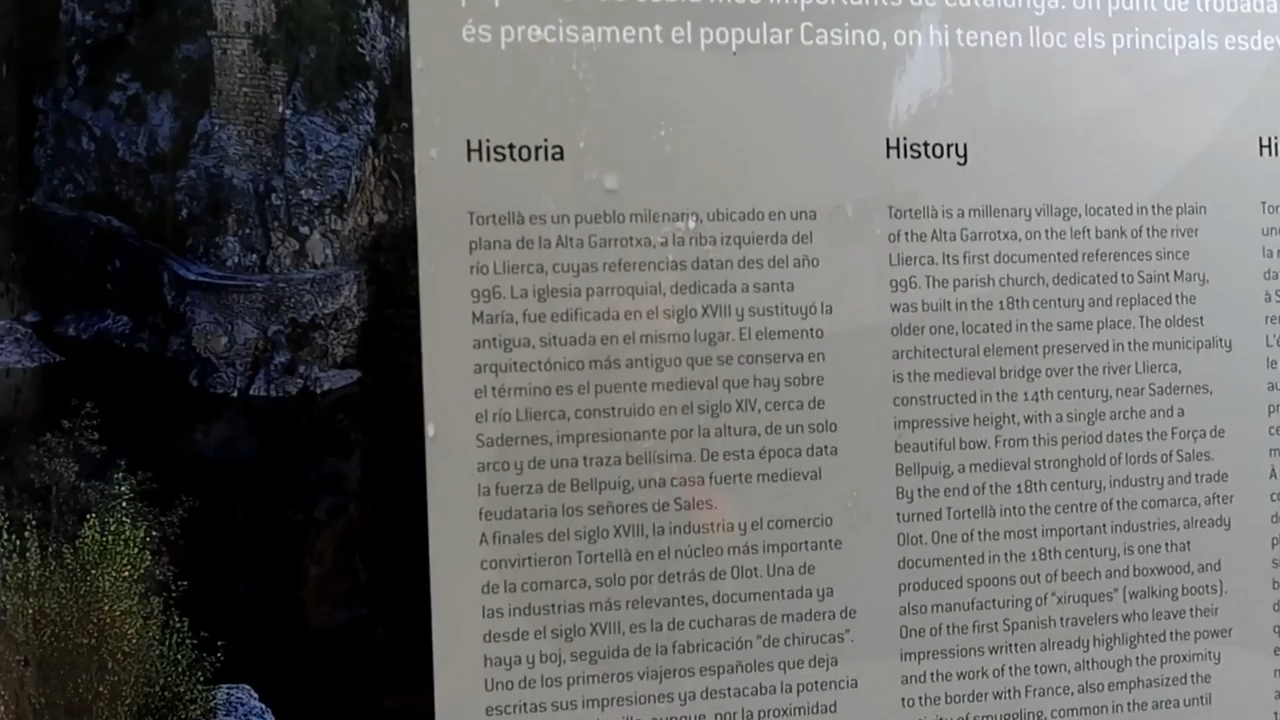 importants de Catalunya. Un punt de trobada
és precisament el popular Casino, on hi tenen lloc els principals
Historia
Tortellà es un pueblo milenario, ubicado en una
plana de la Alta Garrotxa, a la riba izquierda del
río Llierca, cuyas referencias datan des del año
996. La iglesia parroquial, dedicada a santa
María, fue edificada en el siglo XVIII y sustituyó la
antigua, situada en el mismo lugar. El elemento
arquitectónico más antiguo que se conserva en
el término es el puente medieval que hay sobre
el río Llierca, construido en el siglo XIV, cerca de
Sadernes, impresionante por la altura, de un solo
arco y de una traza bellísima. De esta época data
la fuerza de Bellpuig, una casa fuerte medieval
feudataria los señores de Sales.
A finales del siglo XVIII, la industria y el comercio
convirtieron Tortellà en el núcleo más importante
de la comarca, solo por detrás de Olot. Una de
las industrias más relevantes, documentada ya
desde el siglo XVIII, es la de cucharas de madera de
haya y boj, seguida de la fabricación "de chirucas".
Uno de los primeros viajeros españoles que deja
escritas sus impresiones ya destacaba la potencia
por la proximidad
History
Tortellà is a millenary village, located in the plain
of the Alta Garrotxa, on the left bank of the river
Llierca. Its first documented references since
996. The parish church, dedicated to Saint Mary,
was built in the 18th century and replaced the
older one, located in the same place. The oldest
architectural element preserved in the municipality
is the medieval bridge over the river Llierca,
constructed in the 14th century, near Sadernes,
impressive height, with a single arche and a
beautiful bow. From this period dates the Força de
Bellpuig, a medieval stronghold of lords of Sales.
By the end of the 18th century, industry and trade
turned Tortellà into the centre of the comarca, after
Olot. One of the most important industries, already
documented in the 18th century, is one that
produced spoons out of beech and boxwood, and
also manufacturing of "xiruques" (walking boots).
One of the first Spanish travelers who leave their
impressions written already highlighted the power
and the work of the town, although the proximity
to the border with France, also emphasized the
of smuggling, common in the area until